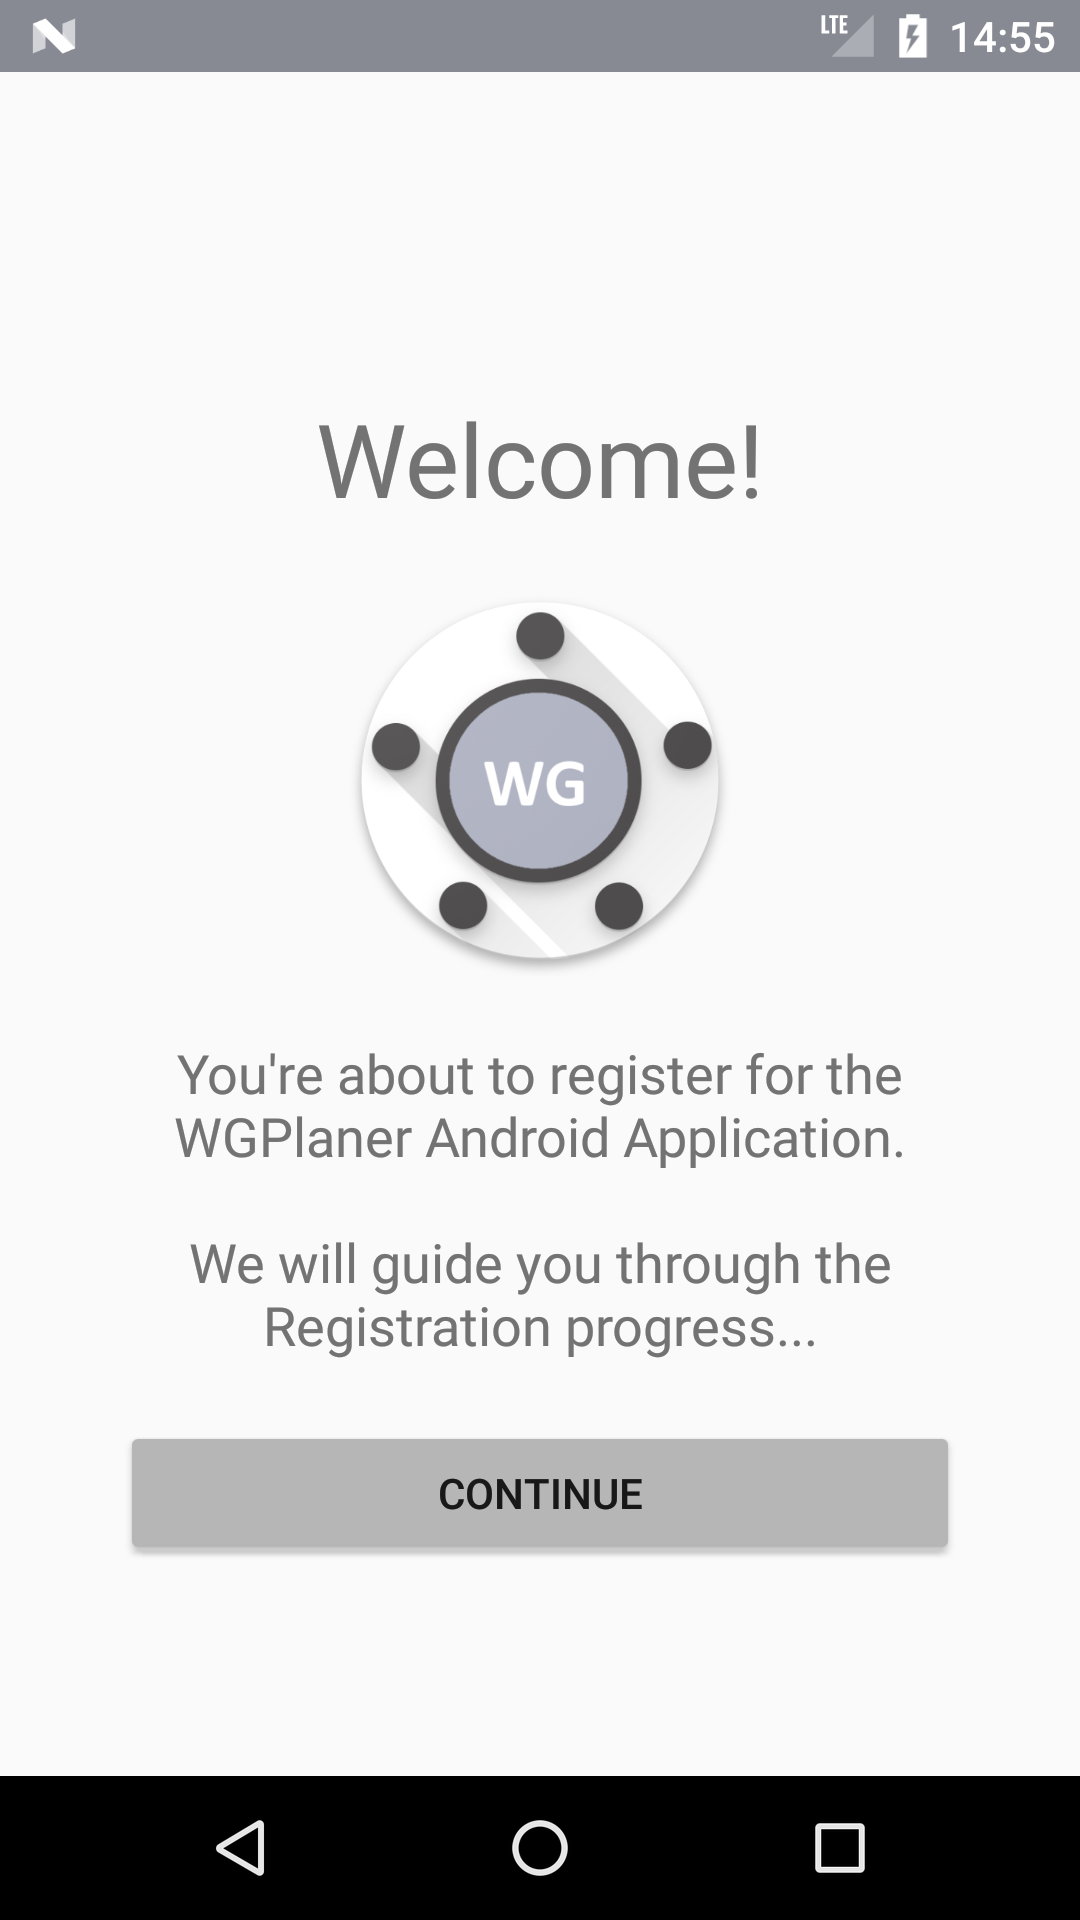 LTE 14:55
Welcome!
WG
You're about to register for the
WGPlaner Android Application.
We will guide you through the
Registration progress...
CONTINUE